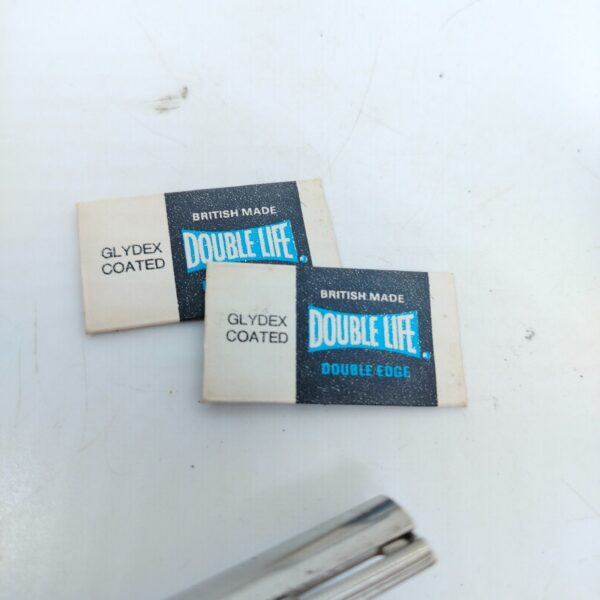 GLYDEX
COATED
BRITISH MADE
DOUBLE LIFE
GLYDEX
COATED
BRITISH MADE
DOUBLE LIFE
DOUBLE EDGE